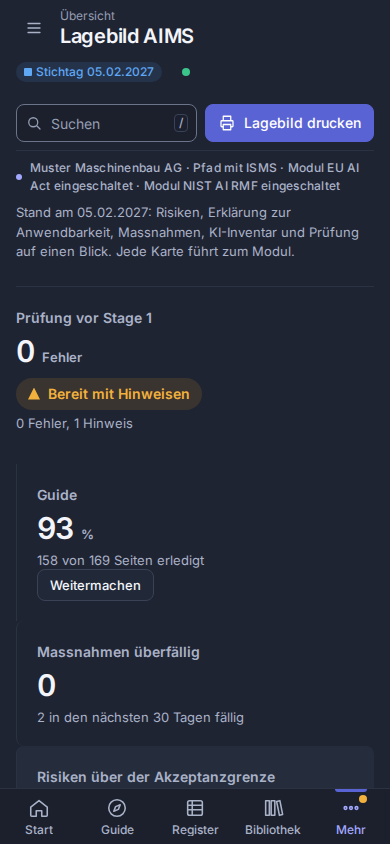 Übersicht
Lagebild AIMS
Stichtag 05.02.2027
Suchen /
Lagebild drucken
Muster Maschinenbau AG · Pfad mit ISMS · Modul EU AI
Act eingeschaltet · Modul NIST AI RMF eingeschaltet
Stand am 05.02.2027: Risiken, Erklärung zur
Anwendbarkeit, Massnahmen, KI-Inventar und Prüfung
auf einen Blick. Jede Karte führt zum Modul.
Prüfung vor Stage 1
0 Fehler
Bereit mit Hinweisen
0 Fehler, 1 Hinweis
Guide
93 %
158 von 169 Seiten erledigt
Weitermachen
Massnahmen überfällig
0
2 in den nächsten 30 Tagen fällig
Risiken über der Akzeptanzgrenze
Start Guide Register Bibliothek Mehr